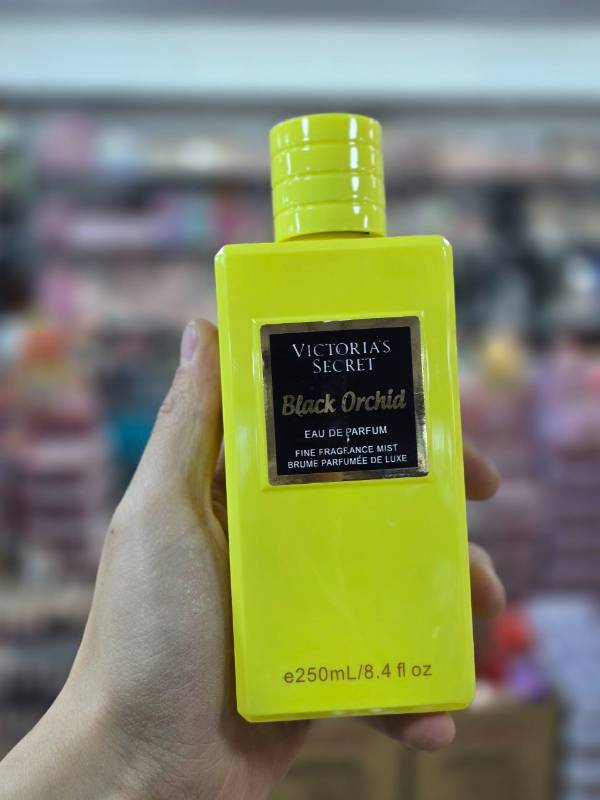 VICTORIA'S
SECRET
Black Orchid
EAU DE PARFUM
FINE FRAGRANCE MIST
BRUME PARFUMÉE DE LUXE
e250mL/8.4 fl oz